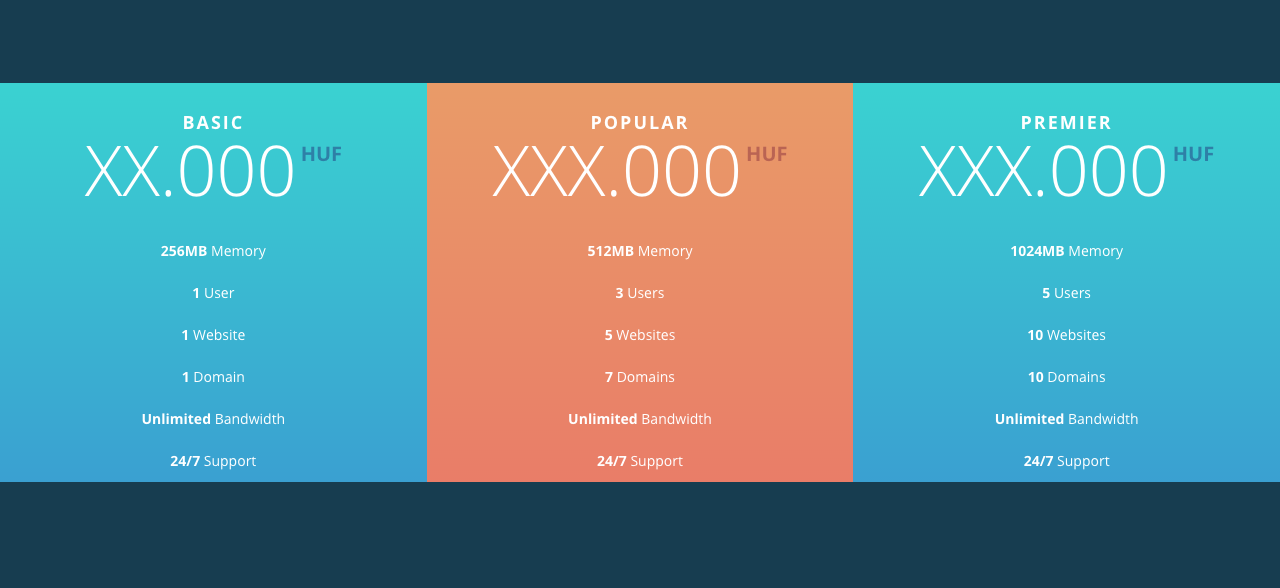 BASIC
XX.000 HUF
256MB Memory
1 User
1 Website
1 Domain
Unlimited Bandwidth
24/7 Support
POPULAR
XXX.000 HUF
512MB Memory
3 Users
5 Websites
7 Domains
Unlimited Bandwidth
24/7 Support
PREMIER
XXX.000 HUF
1024MB Memory
5 Users
10 Websites
10 Domains
Unlimited Bandwidth
24/7 Support